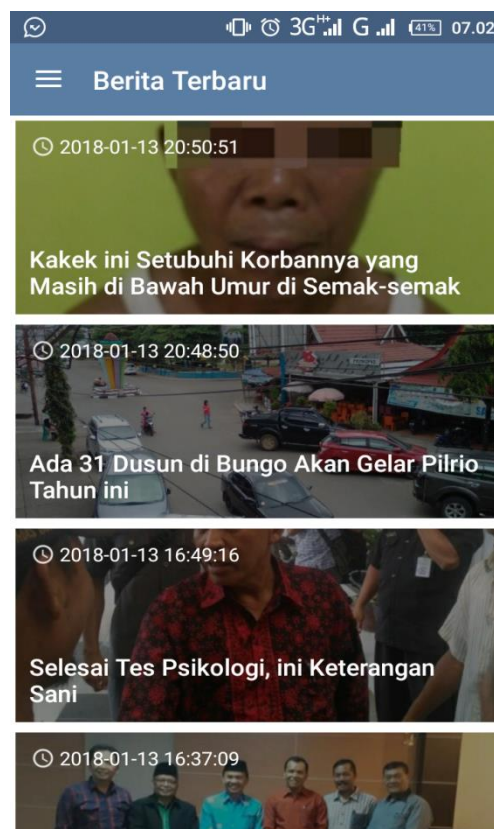 3G H+ G 41% 07.02
Berita Terbaru
2018-01-13 20:50:51
Kakek ini Setubuhi Korbannya yang
Masih di Bawah Umur di Semak-semak
2018-01-13 20:48:50
Ada 31 Dusun di Bungo Akan Gelar Pilrio
Tahun ini
2018-01-13 16:49:16
Selesai Tes Psikologi, ini Keterangan
Sani
2018-01-13 16:37:09